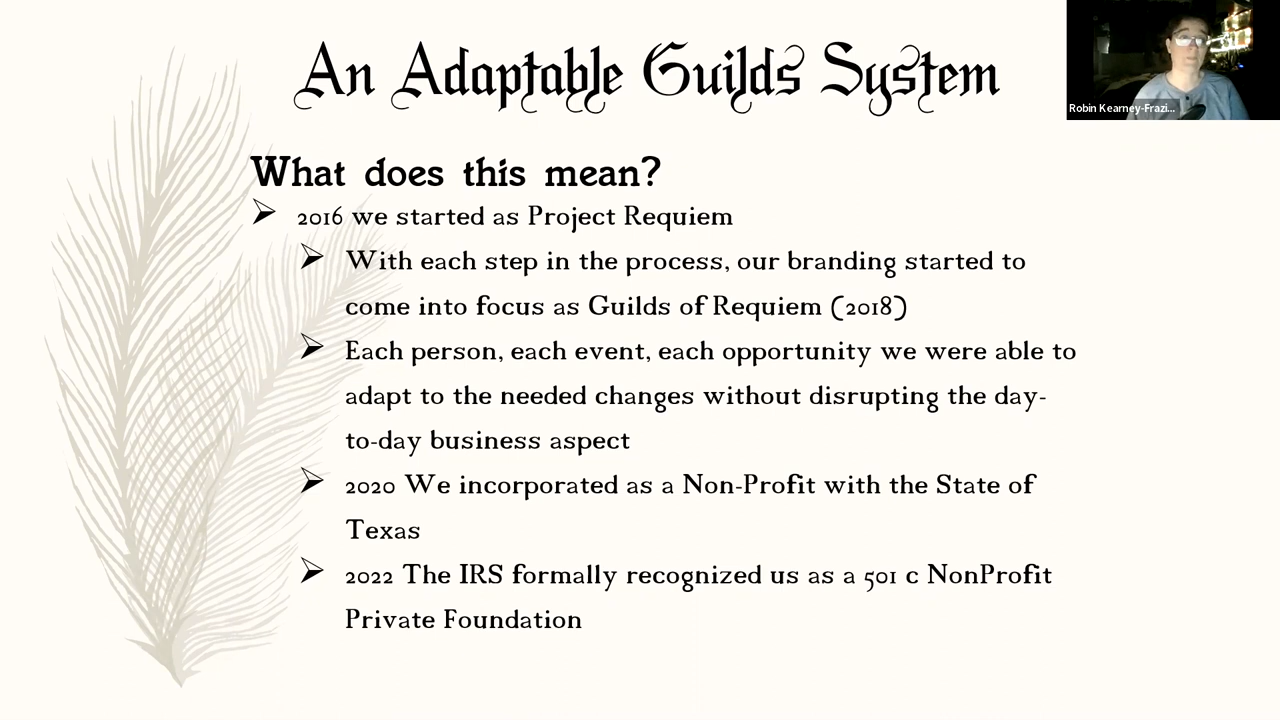 An Adaptable Guilds System
Robin Kearney-Frazi...
What does this mean?
2016 we started as Project Requiem
With each step in the process, our branding started to
come into focus as Guilds of Requiem (2018)
Each person, each event, each opportunity we were able to
adapt to the needed changes without disrupting the day-
to-day business aspect
2020 We incorporated as a Non-Profit with the State of
Texas
2022 The IRS formally recognized us as a 501 c NonProfit
Private Foundation